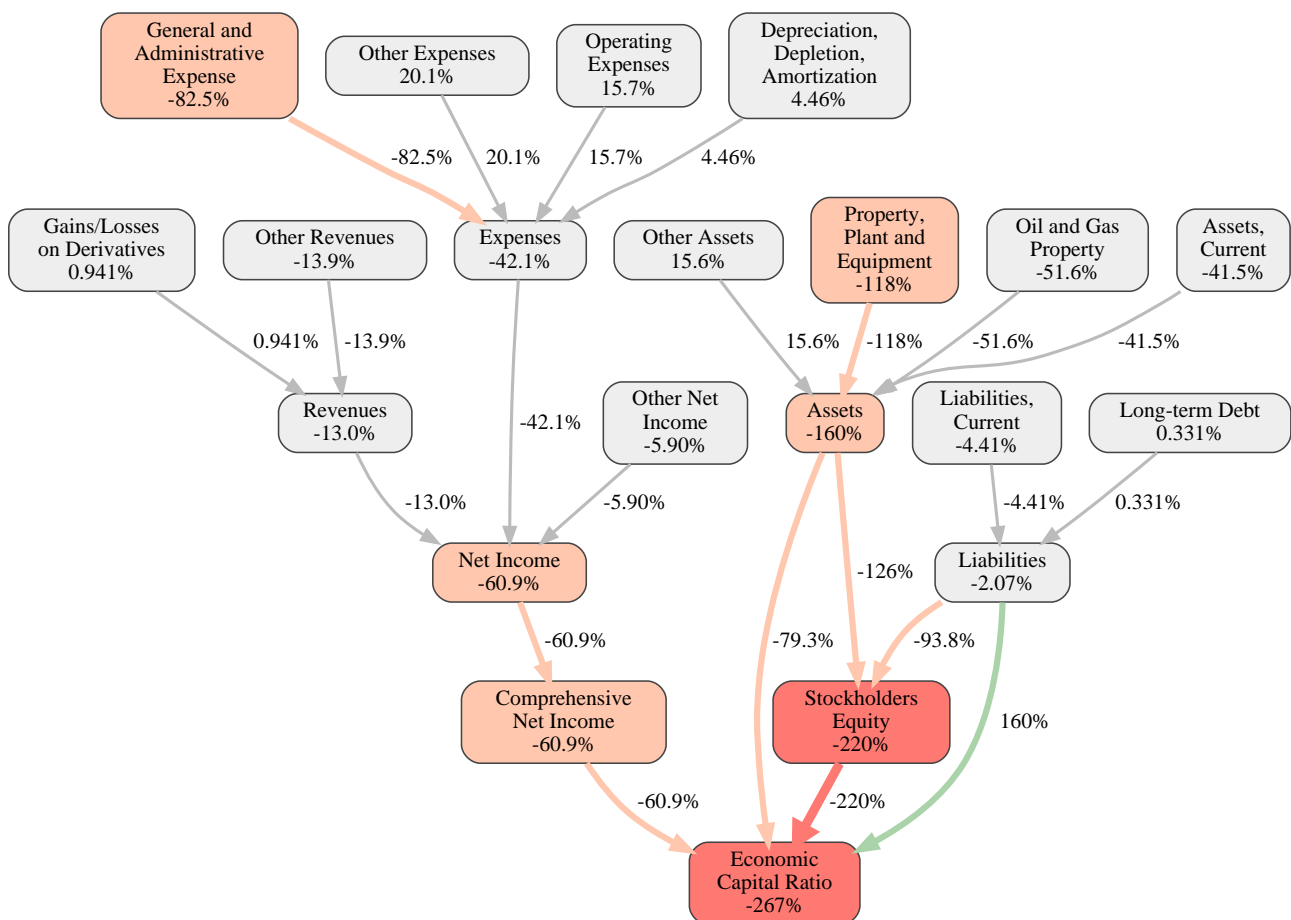 General and
Administrative
Expense
-82.5%
Other Expenses
20.1%
Operating
Expenses
15.7%
Depreciation,
Depletion,
Amortization
4.46%
-82.5%
20.1%
15.7%
4.46%
Gains/Losses
on Derivatives
0.941%
Other Revenues
-13.9%
Expenses
-42.1%
Other Assets
15.6%
Property,
Plant and
Equipment
-118%
Oil and Gas
Property
-51.6%
Assets,
Current
-41.5%
0.941%
-13.9%
15.6%
-118%
-51.6%
-41.5%
Revenues
-13.0%
-42.1%
Other Net
Income
-5.90%
Assets
-160%
Liabilities,
Current
-4.41%
Long-term Debt
0.331%
-13.0%
-5.90%
-4.41%
0.331%
Net Income
-60.9%
-126%
Liabilities
-2.07%
-60.9%
-79.3%
-93.8%
Comprehensive
Net Income
-60.9%
Stockholders
Equity
-220%
160%
-60.9%
-220%
Economic
Capital Ratio
-267%